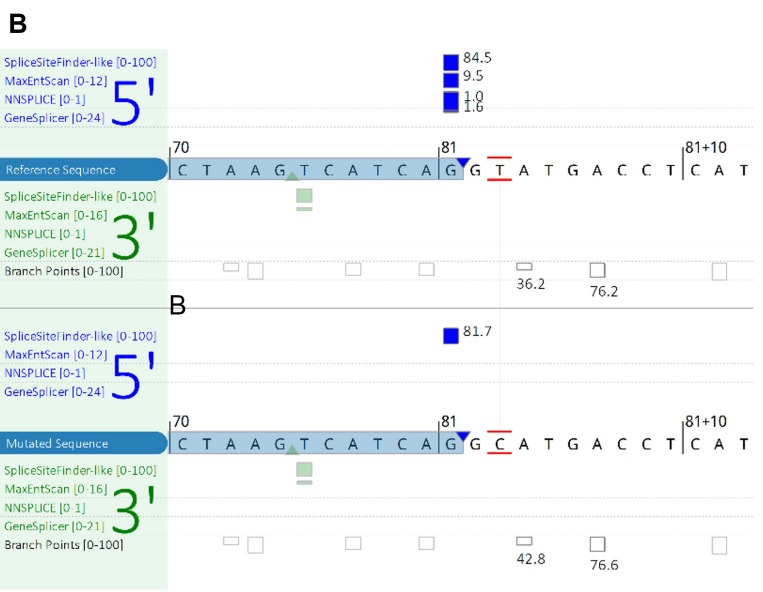 B
SpliceSiteFinder-like [0-100]
MaxEntScan [0-12]
NNSPLICE [0-1]
GeneSplicer [0-24]
5'
84.5
9.5
1.0
1.6
70
81
81+10
Reference Sequence
C T A A G T C A T C A G G T A T G A C C T C A T
SpliceSiteFinder-like [0-100]
MaxEntScan [0-16]
NNSPLICE [0-1]
GeneSplicer [0-21]
3'
Branch Points [0-100]
36.2
76.2
B
SpliceSiteFinder-like [0-100]
MaxEntScan [0-12]
NNSPLICE [0-1]
GeneSplicer [0-24]
5'
81.7
70
81
81+10
Mutated Sequence
C T A A G T C A T C A G G C A T G A C C T C A T
SpliceSiteFinder-like [0-100]
MaxEntScan [0-16]
NNSPLICE [0-1]
GeneSplicer [0-21]
3'
Branch Points [0-100]
42.8
76.6